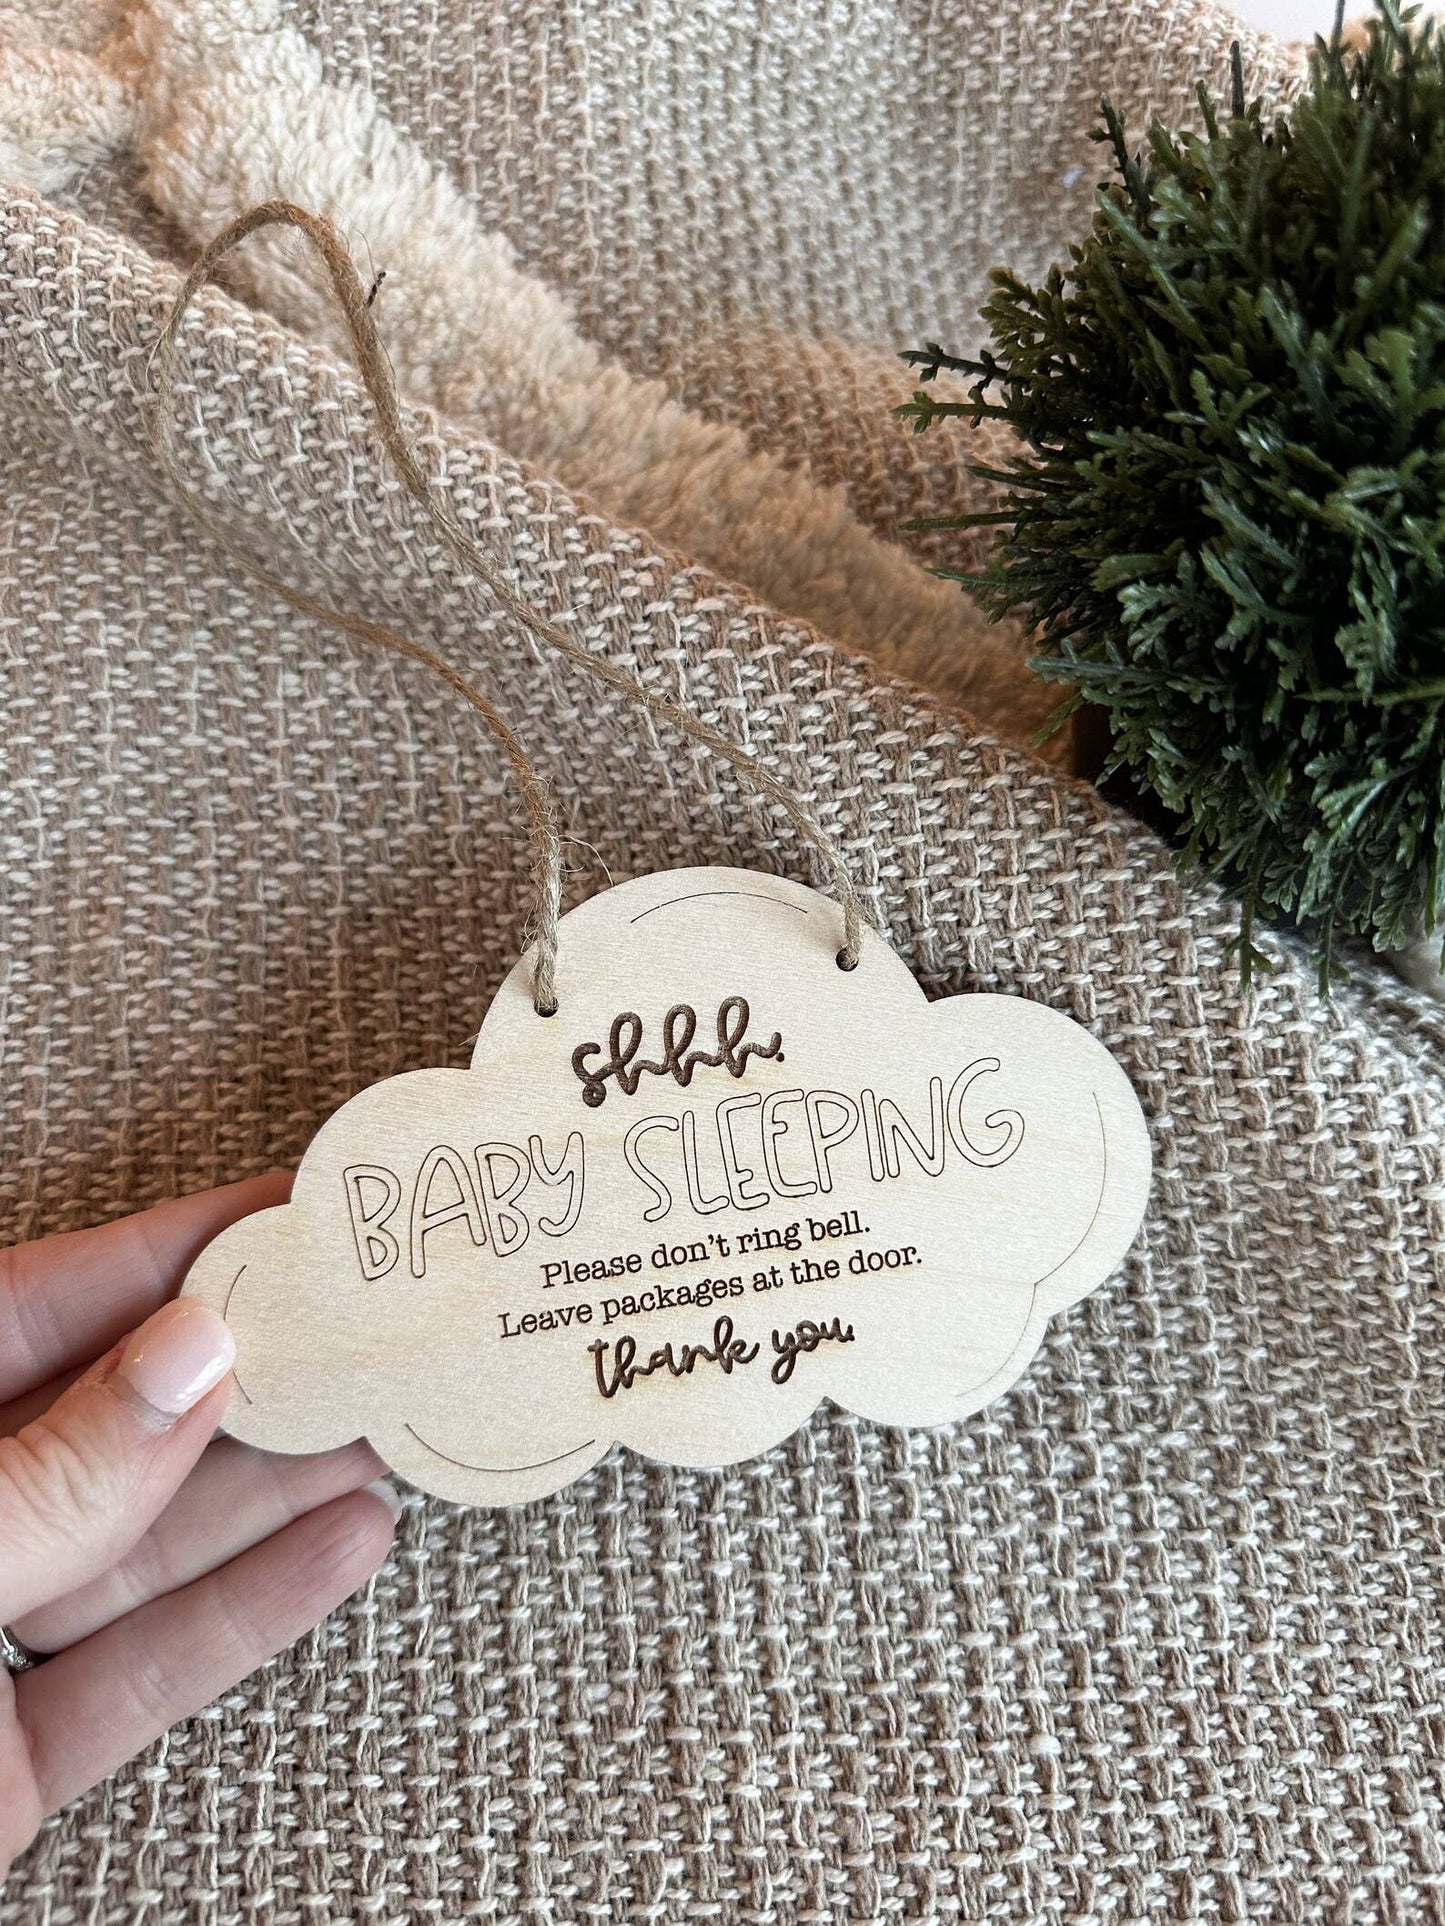 shhh.
BABY SLEEPING
Please don't ring bell.
Leave packages at the door.
thank you.